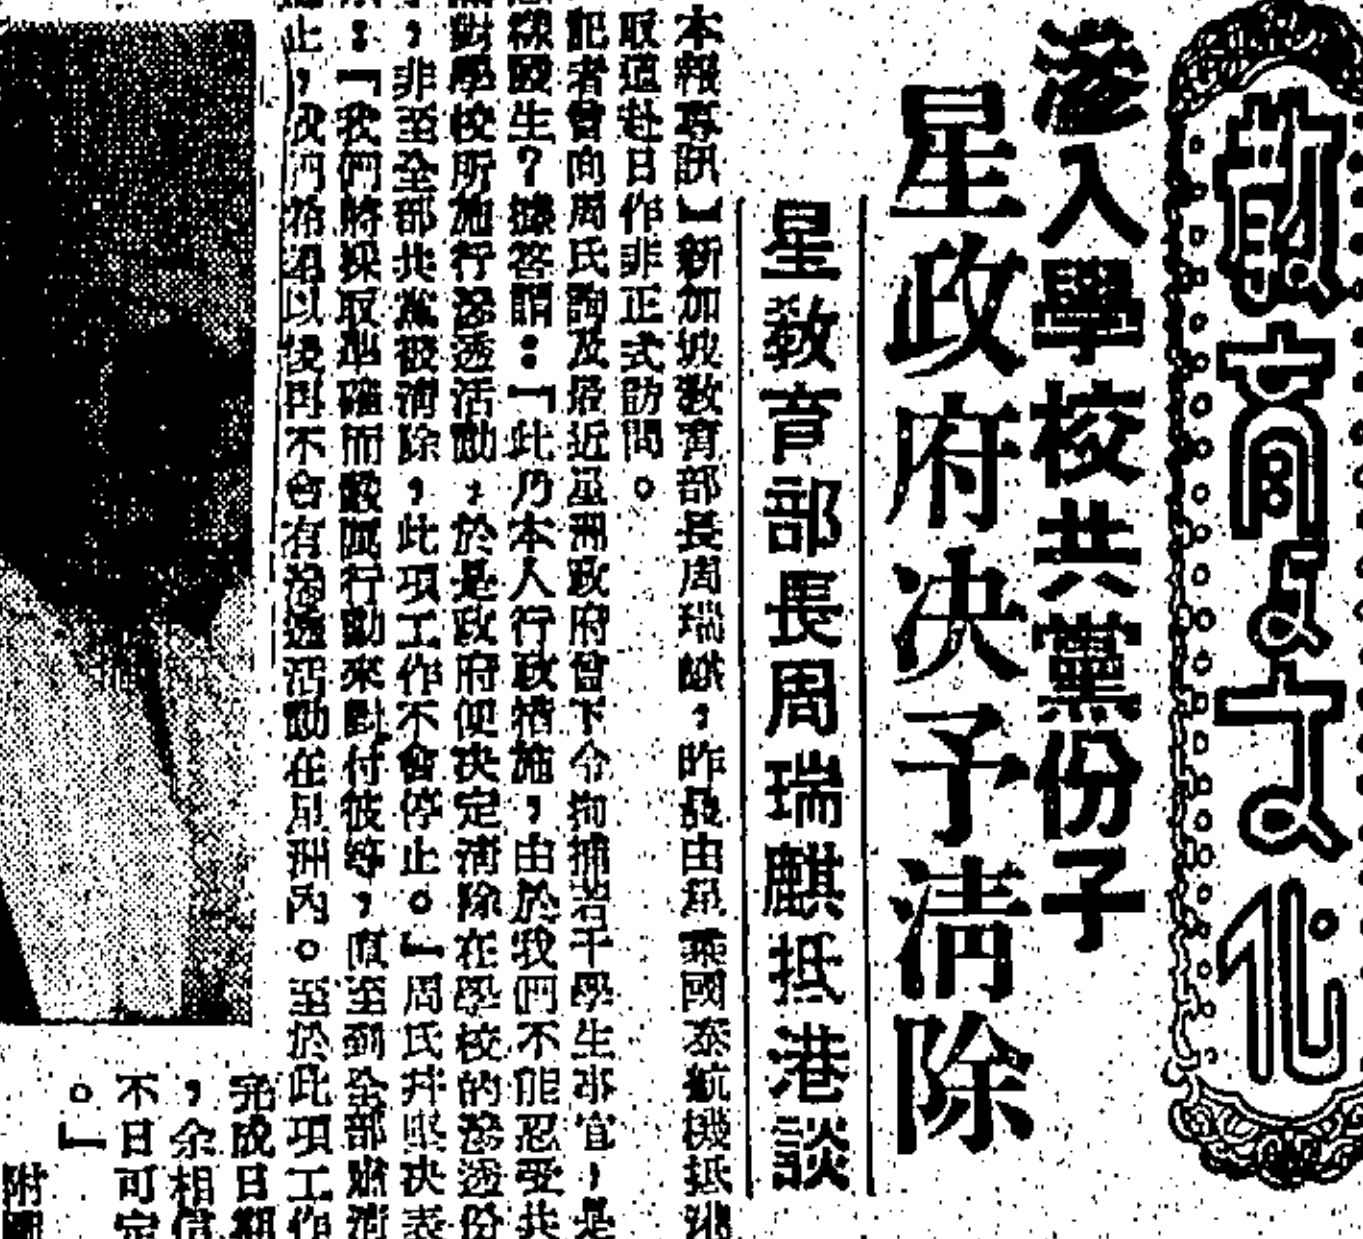 教育與文化
滲入學校共黨份子
星政府決予清除
星教育部長周瑞麒抵港談
本報專訊】新加坡教育部長周瑞麒，昨晨由星乘國泰航機抵港
取道赴日作非正式訪問。
記者曾向周氏詢及最近星洲政府曾下令拘捕若干學生事宜，是
樣發生？據答謂：「此乃本人行政措施，由於我們不能忍受共
對學校所施行滲透活動，於是政府便決定清除在學校的滲透份
，非至全部共黨被清除，此項工作不會停止。」周氏并堅決表
：「我們將採取準確而嚴厲行動來對付彼等，直至到全部肅清
止，我們希望以後再不會有滲透活動在星洲內。至於此項工作
完成日期
，余相信
不日可定
。」
附圖